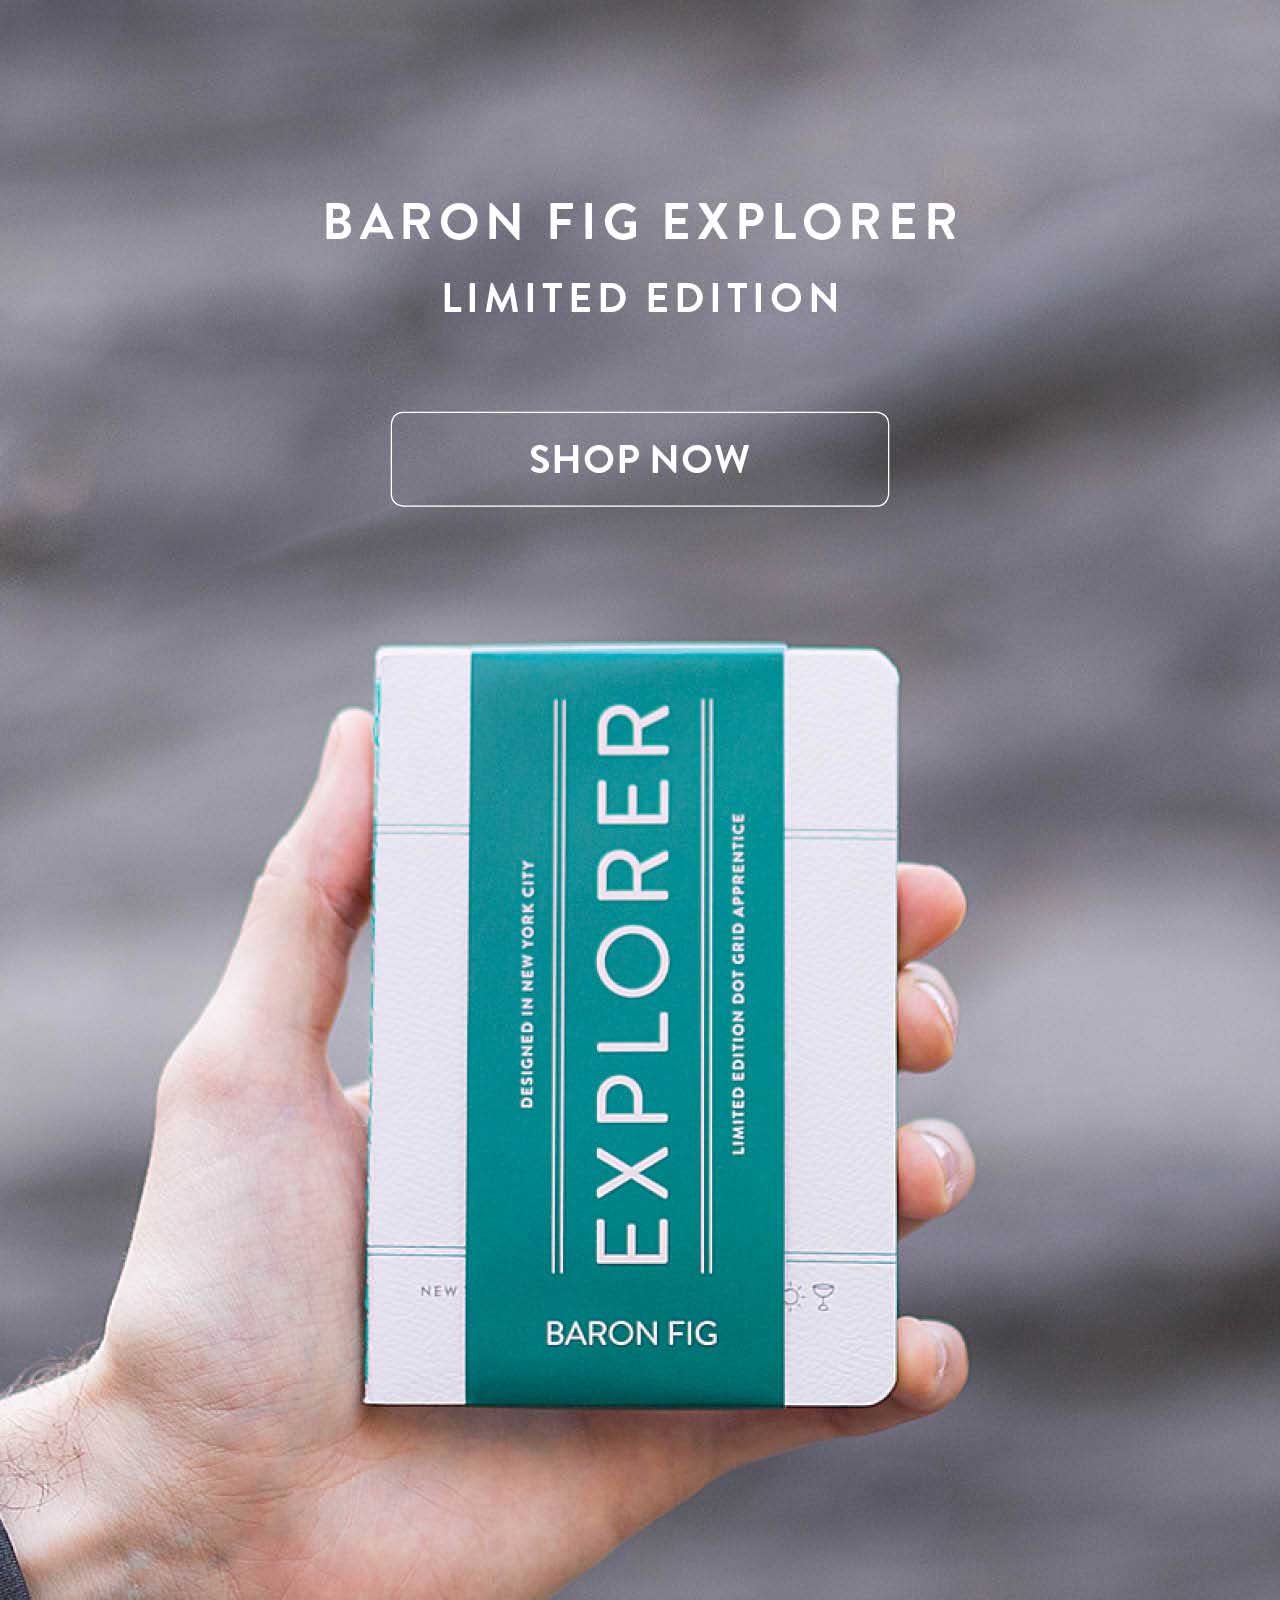 BARON FIG EXPLORER
LIMITED EDITION
SHOP NOW
DESIGNED IN NEW YORK CITY
EXPLORER
LIMITED EDITION DOT GRID APPRENTICE
NEW
BARON FIG